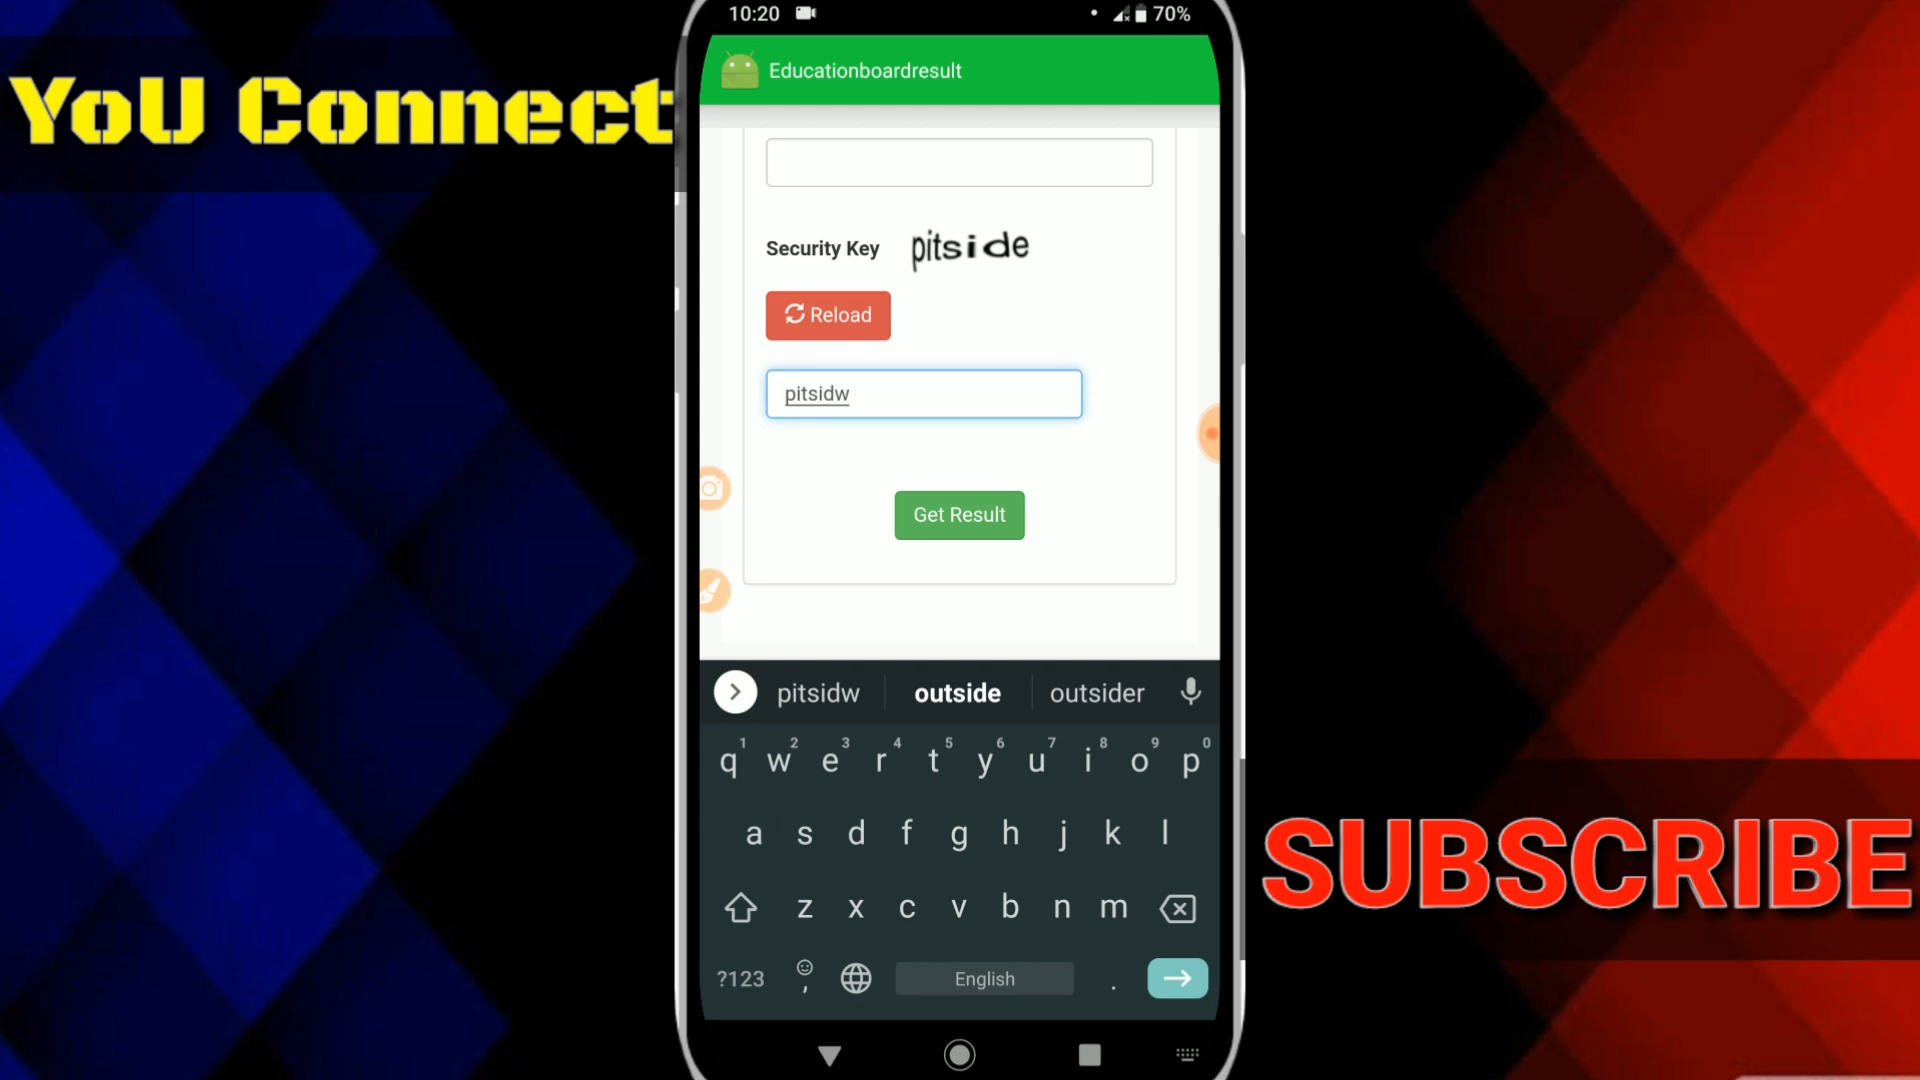 10:20 70%
YoU Connect
Educationboardresult
Security Key pitside
Reload
pitsidw
Get Result
pitsidw outside outsider
1 2 3 4 5 6 7 8 9 0
q w e r t y u i o p
a s d f g h j k l
z x c v b n m
?123 , English .
SUBSCRIBE